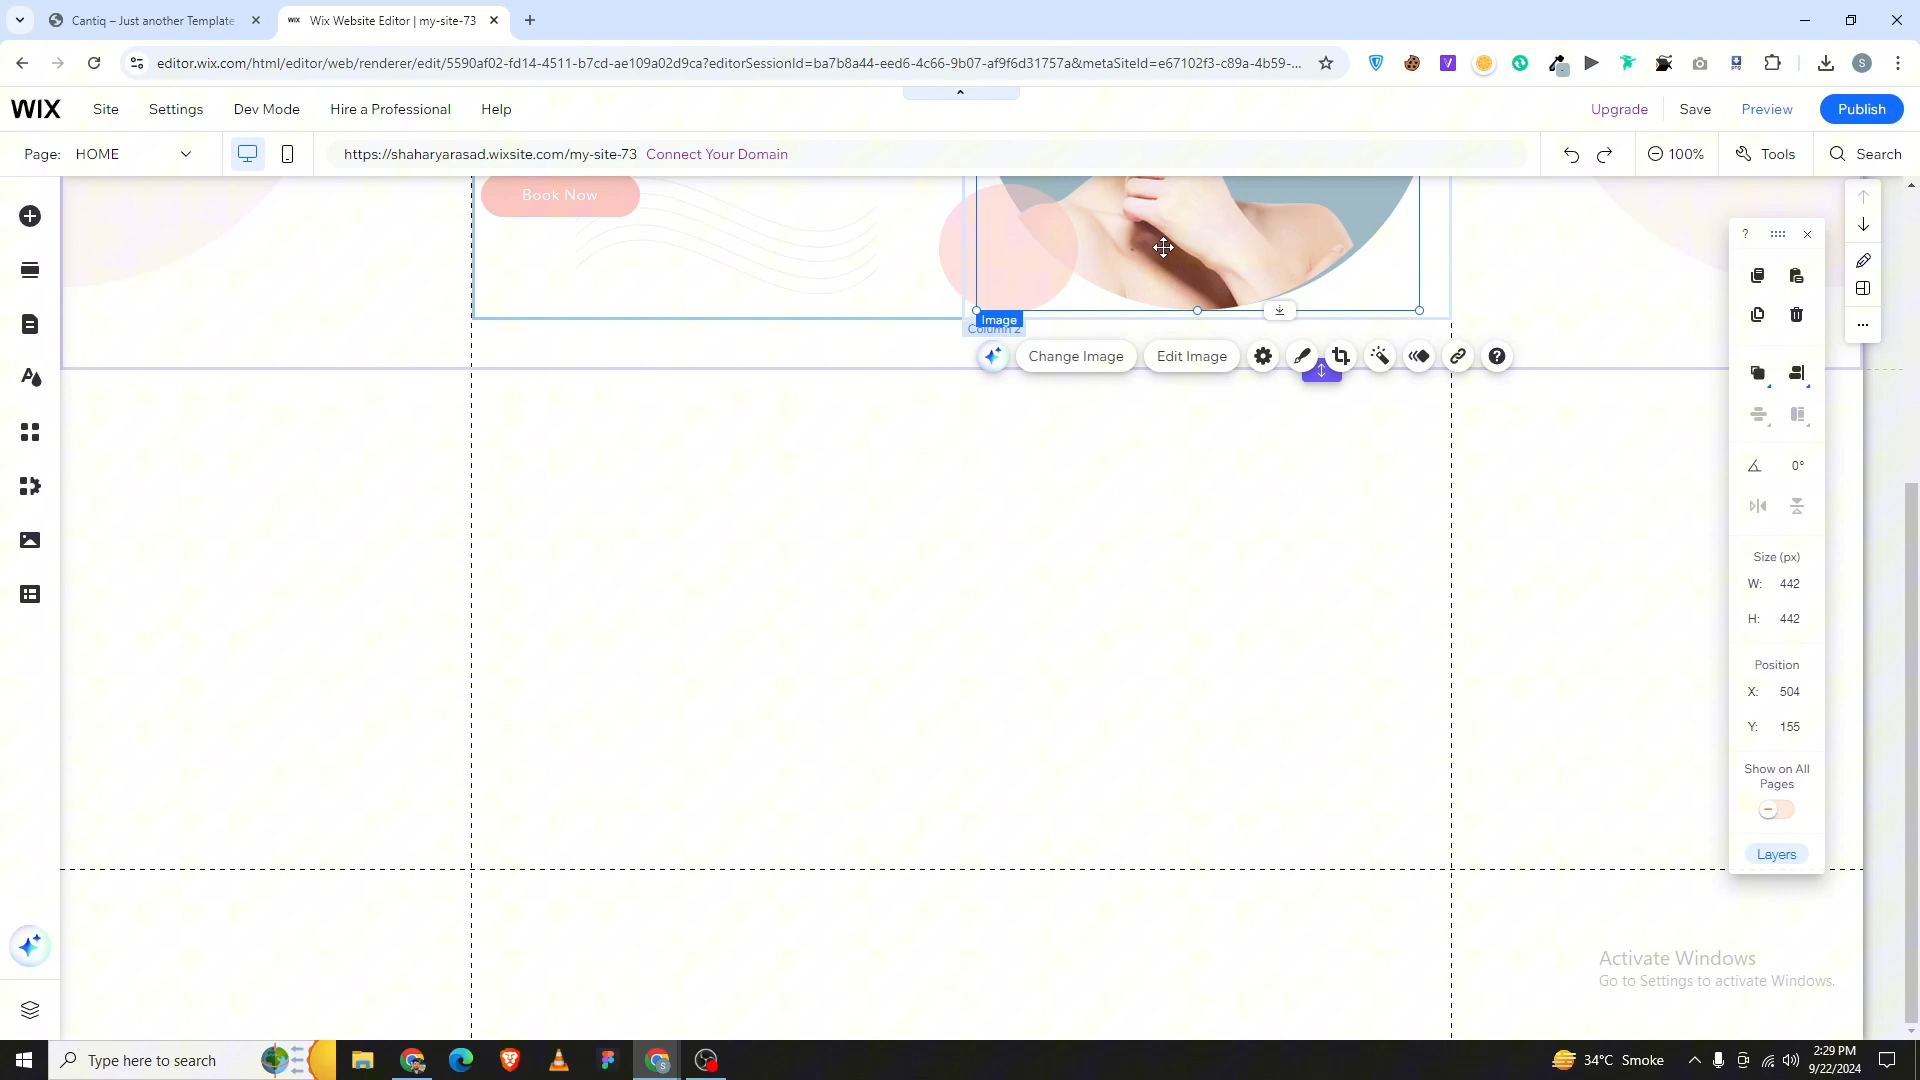 Cantiq – Just another Template
WIX Wix Website Editor | my-site-73
editor.wix.com/html/editor/web/renderer/edit/5590af02-fd14-4511-b7cd-ae109a02d9ca?editorSessionId=ba7b8a44-eed6-4c66-9b07-af9f6d31757a&metaSiteId=e67102f3-c89a-4b59-...
WIX Site Settings Dev Mode Hire a Professional Help Upgrade Save Preview Publish
Page: HOME https://shaharyarasad.wixsite.com/my-site-73 Connect Your Domain 100% Tools Search
Book Now
Image
Column 2
Change Image Edit Image
0°
Size (px)
W: 442
H: 442
Position
X: 504
Y: 155
Show on All
Pages
Layers
Activate Windows
Go to Settings to activate Windows.
Type here to search
34°C Smoke
2:29 PM
9/22/2024